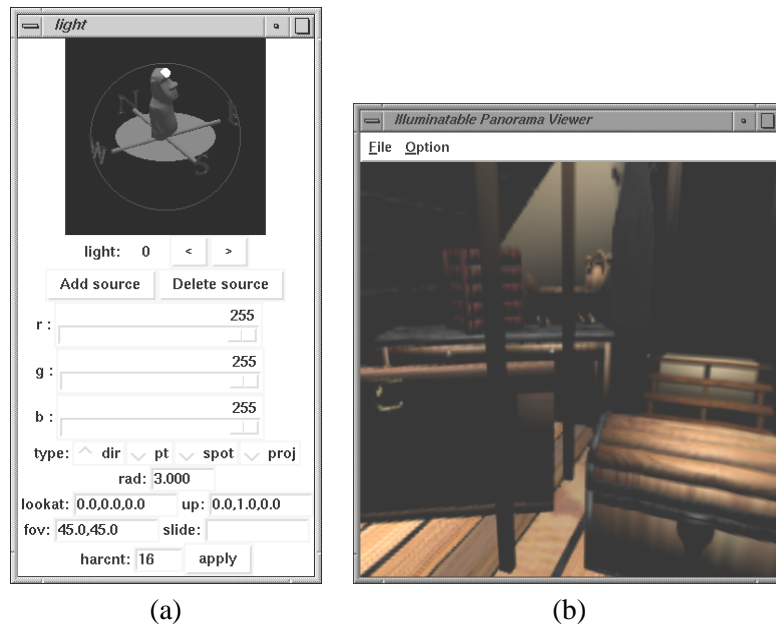 light
N
W
S
light: 0 < >
Add source Delete source
r : 255
g : 255
b : 255
type: dir pt spot proj
rad: 3.000
lookat: 0.0,0.0,0.0 up: 0.0,1.0,0.0
fov: 45.0,45.0 slide:
harcnt: 16 apply
(a)
Illuminatable Panorama Viewer
File Option
(b)